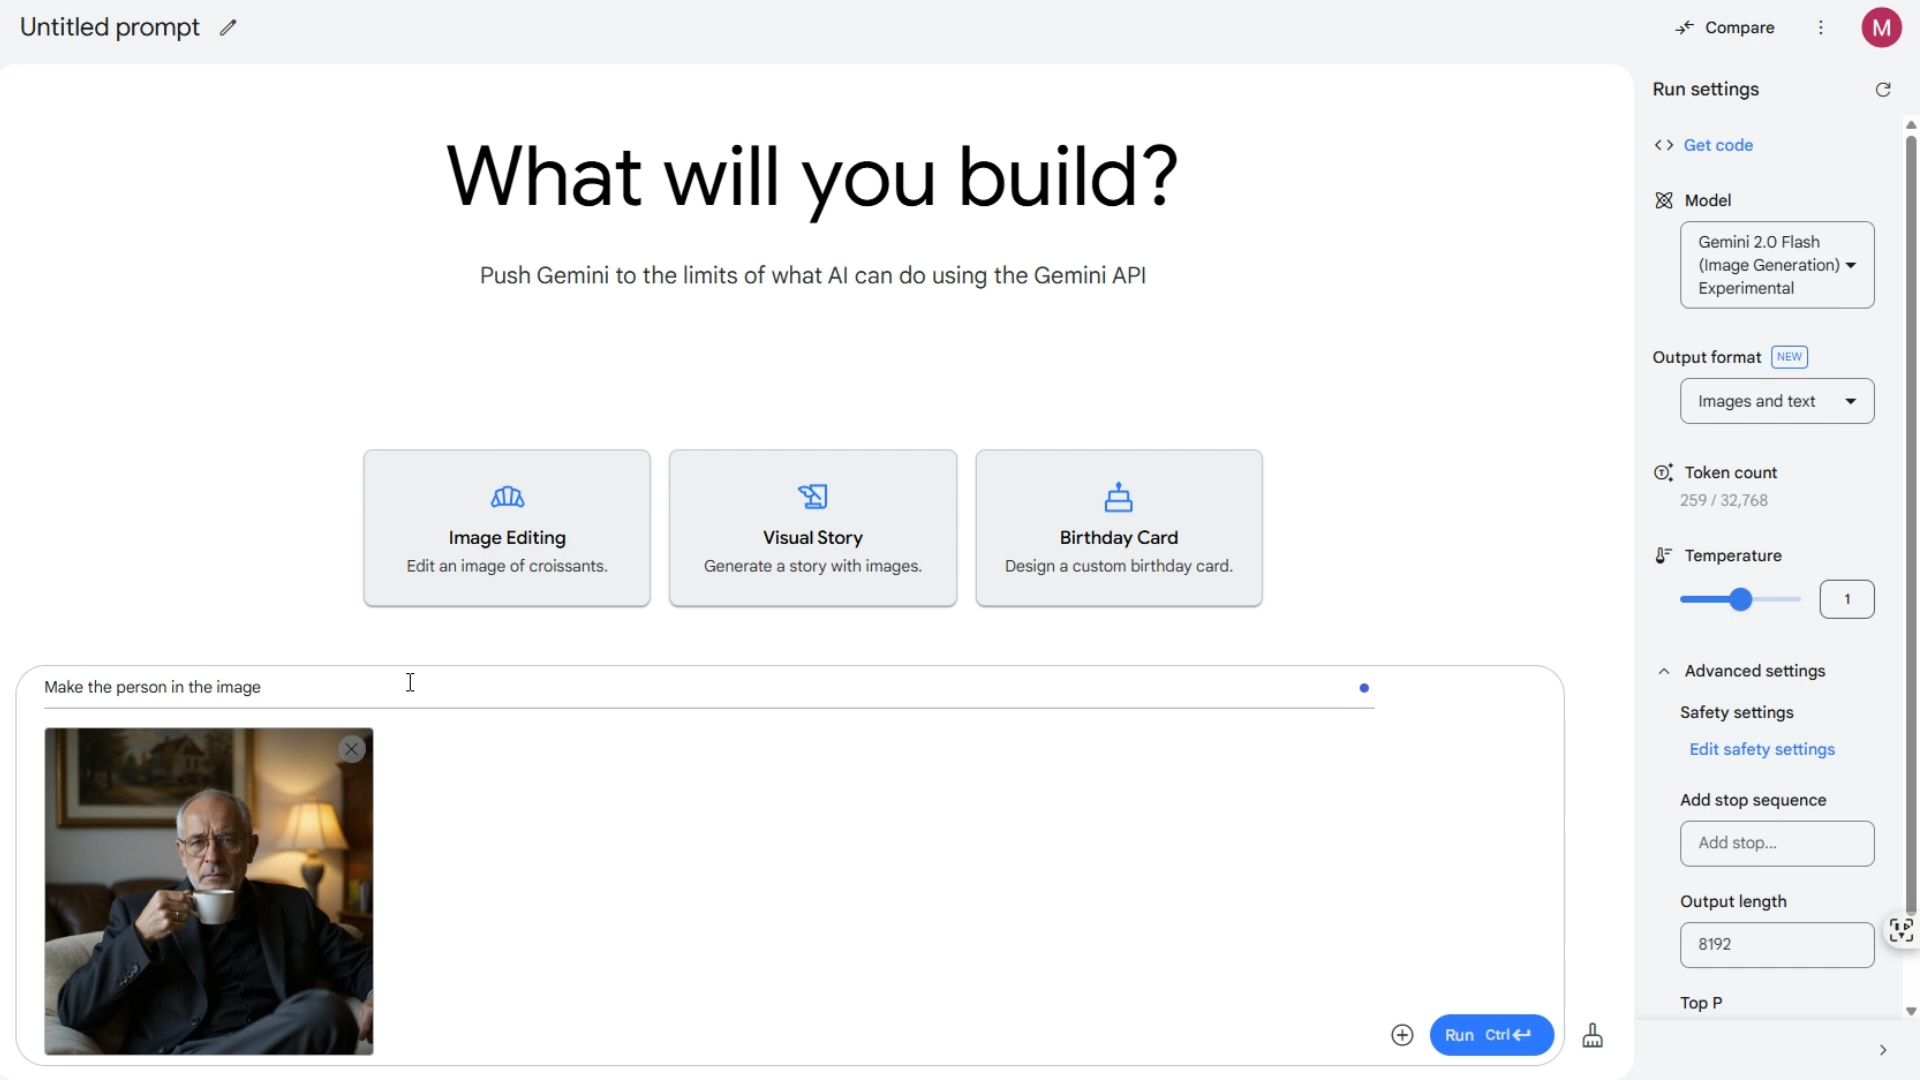 Untitled prompt
Compare
M
What will you build?
Push Gemini to the limits of what AI can do using the Gemini API
Image Editing
Edit an image of croissants.
Visual Story
Generate a story with images.
Birthday Card
Design a custom birthday card.
Make the person in the image
Run Ctrl
Run settings
Get code
Model
Gemini 2.0 Flash
(Image Generation)
Experimental
Output format NEW
Images and text
Token count
259 / 32,768
Temperature
1
Advanced settings
Safety settings
Edit safety settings
Add stop sequence
Add stop...
Output length
8192
Top P